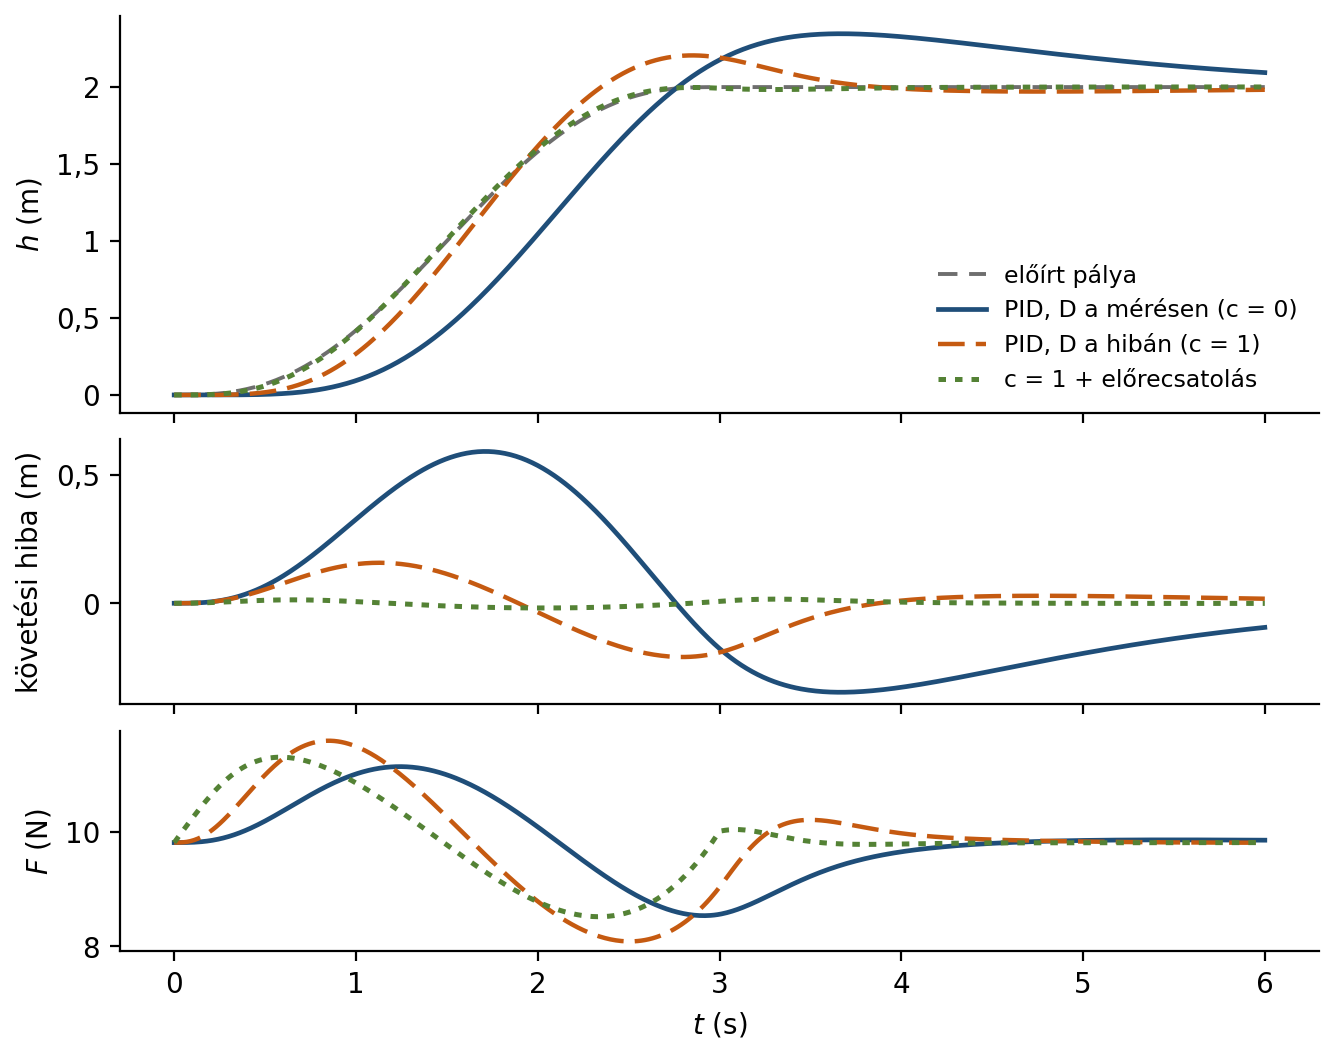 2
1,5
1
0,5
0
h (m)
előírt pálya
PID, D a mérésen (c = 0)
PID, D a hibán (c = 1)
c = 1 + előrecsatolás
0,5
0
követési hiba (m)
10
8
F (N)
0 1 2 3 4 5 6
t (s)